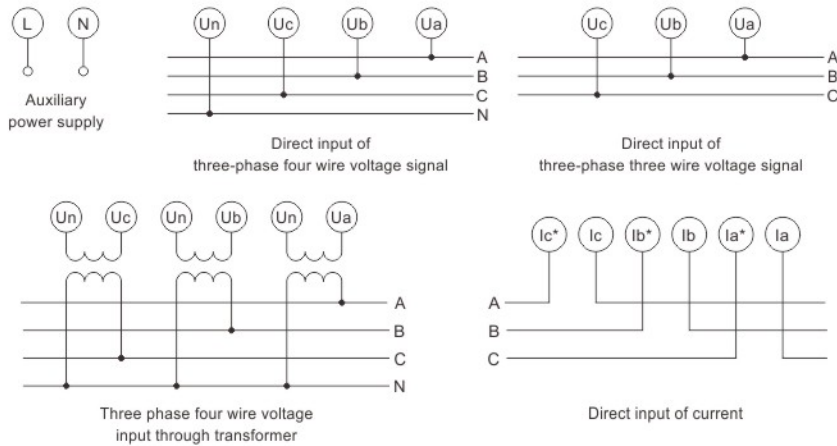 L N
Auxiliary
power supply
Un Uc Ub Ua
A
B
C
N
Direct input of
three-phase four wire voltage signal
Uc Ub Ua
A
B
C
Direct input of
three-phase three wire voltage signal
Un Uc Un Ub Un Ua
A
B
C
N
Three phase four wire voltage
input through transformer
Ic* Ic Ib* Ib Ia* Ia
A
B
C
Direct input of current